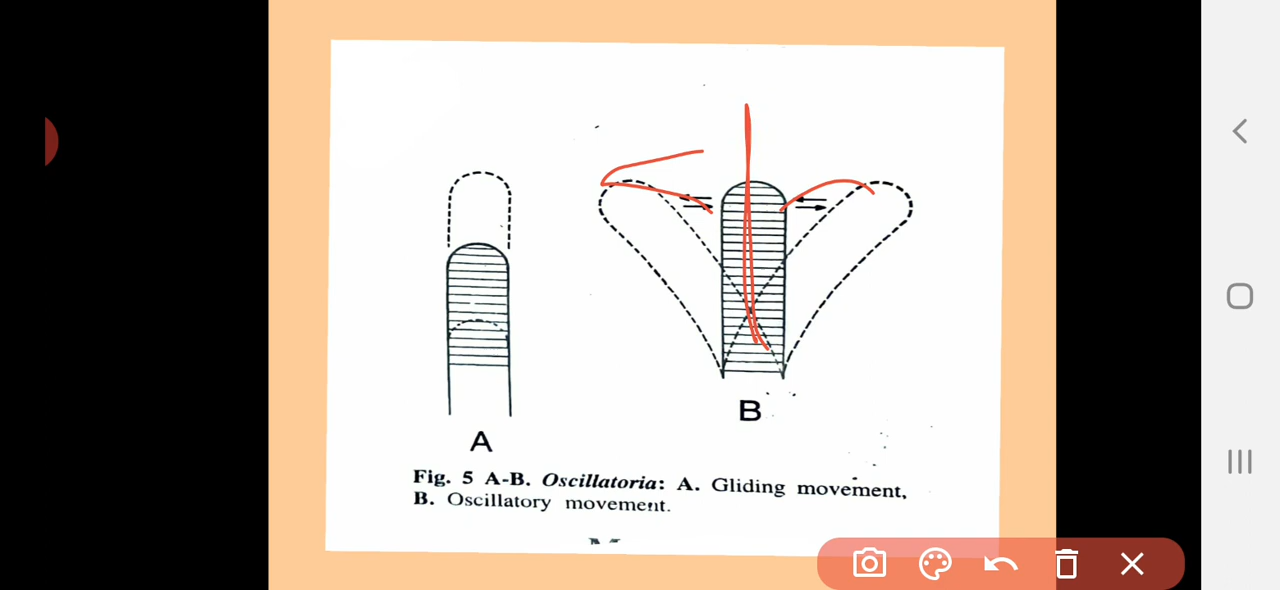 A
B
Fig. 5 A-B. Oscillatoria: A. Gliding movement,
B. Oscillatory movement.